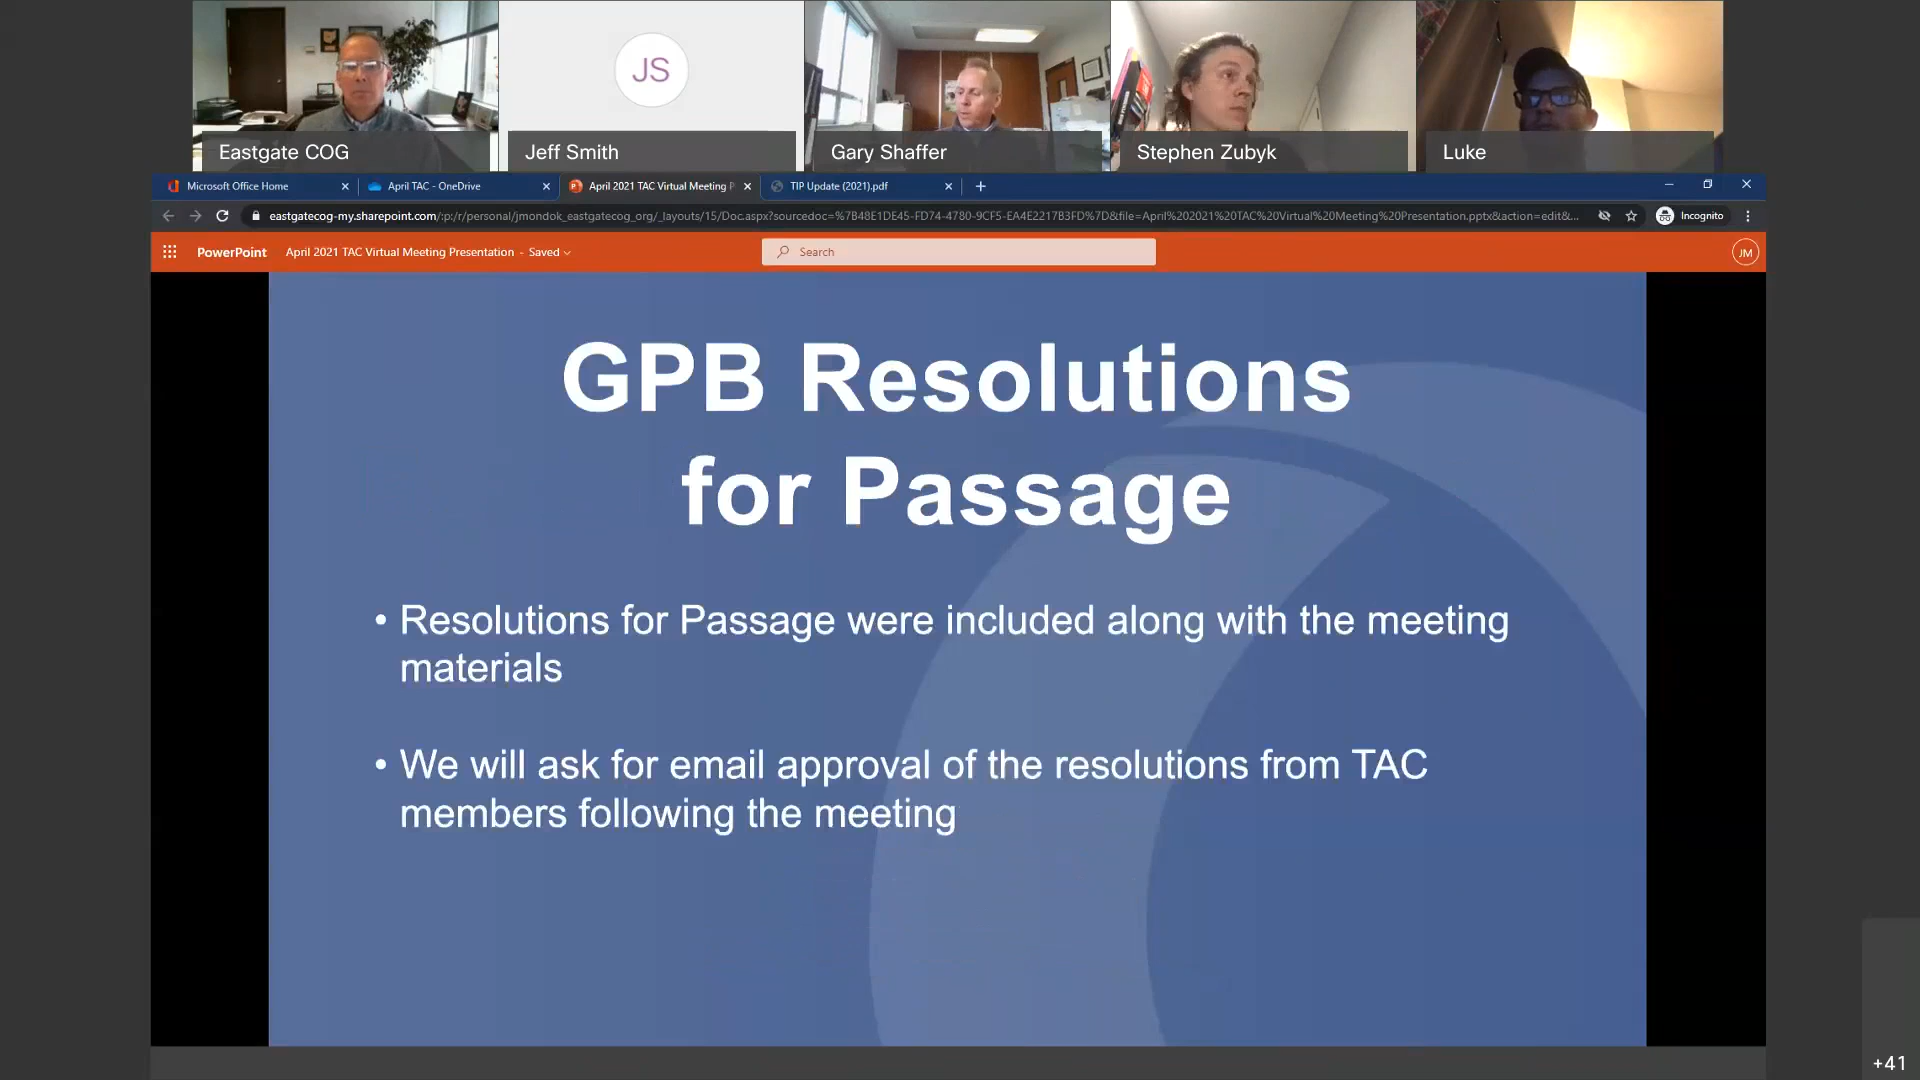 JS
Eastgate COG
Jeff Smith
Gary Shaffer
Stephen Zubyk
Luke
Microsoft Office Home
April TAC - OneDrive
April 2021 TAC Virtual Meeting P
TIP Update (2021).pdf
eastgatecog-my.sharepoint.com/:p:/r/personal/jmondok_eastgatecog_org/_layouts/15/Doc.aspx?sourcedoc=%7B48E1DE45-FD74-4780-9CF5-EA4E2217B3FD%7D&file=April%202021%20TAC%20Virtual%20Meeting%20Presentation.pptx&action=edit&...
Incognito
PowerPoint
April 2021 TAC Virtual Meeting Presentation - Saved
Search
JM
GPB Resolutions
for Passage
• Resolutions for Passage were included along with the meeting
materials
• We will ask for email approval of the resolutions from TAC
members following the meeting
+41